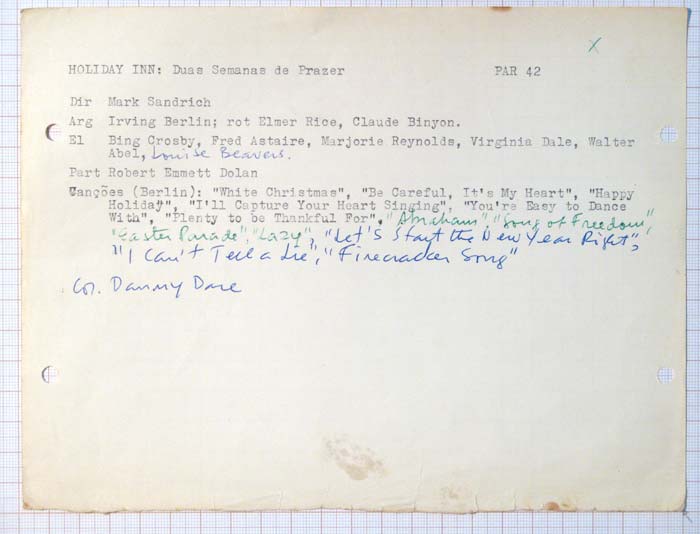 X
HOLIDAY INN: Duas Semanas de Prazer PAR 42
Dir Mark Sandrich
Arg Irving Berlin; rot Elmer Rice, Claude Binyon.
El Bing Crosby, Fred Astaire, Marjorie Reynolds, Virginia Dale, Walter
Abel, Louise Beavers.
Part Robert Emmett Dolan
Canções (Berlin): "White Christmas", "Be Careful, It's My Heart", "Happy
Holiday", "I'll Capture Your Heart Singing", "You're Easy to Dance
With", "Plenty to be Thankful For", "Abraham", "Song of Freedom",
"Easter Parade", "Lazy", "Let's Start the New Year Right",
"I Can't Tell a Lie", "Firecracker Song"
Cor. Danny Dare